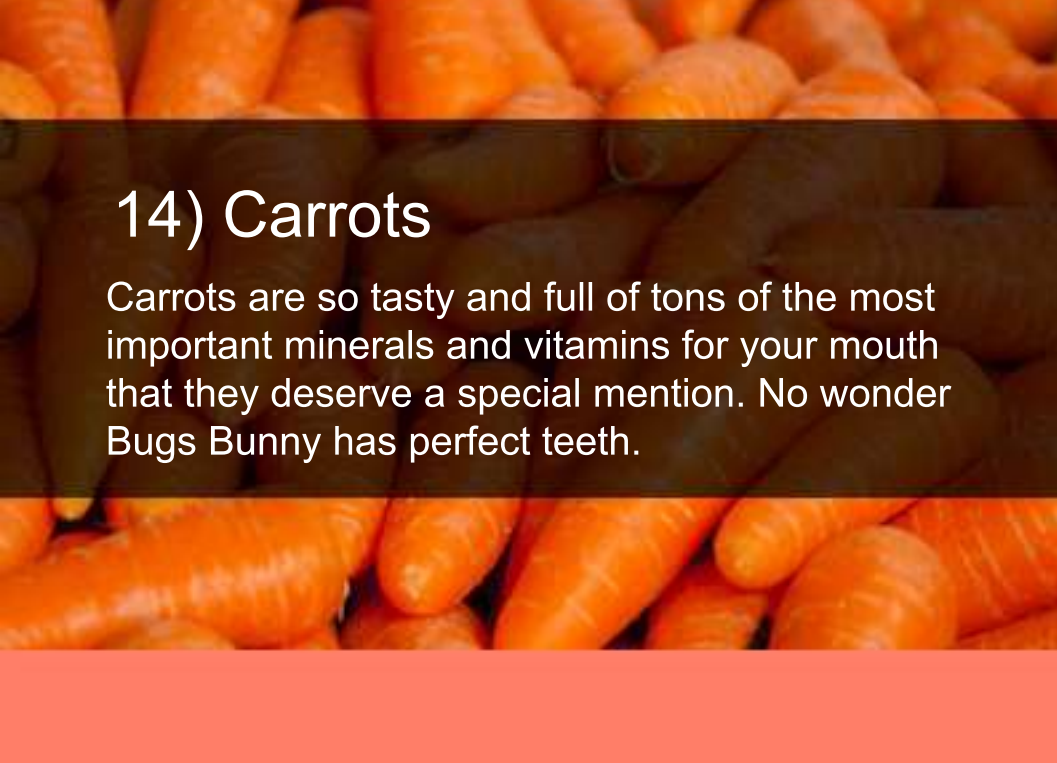 14) Carrots
Carrots are so tasty and full of tons of the most
important minerals and vitamins for your mouth
that they deserve a special mention. No wonder
Bugs Bunny has perfect teeth.